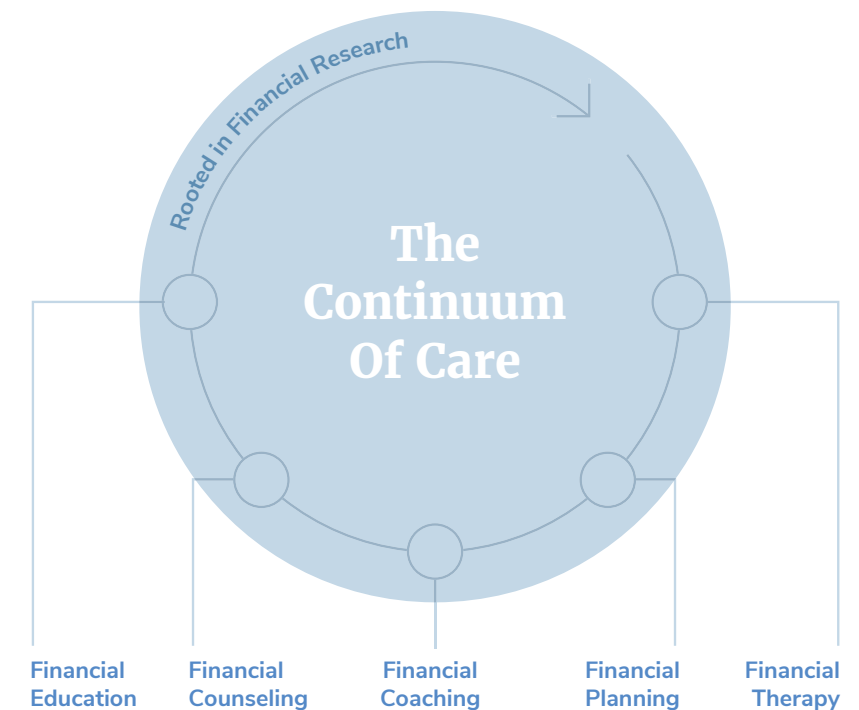 Rooted in Financial Research
The
Continuum
Of Care
Financial
Education
Financial
Counseling
Financial
Coaching
Financial
Planning
Financial
Therapy